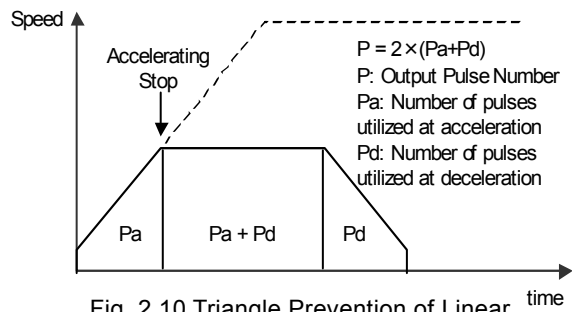 Speed
Accelerating
Stop
P = 2×(Pa+Pd)
P: Output Pulse Number
Pa: Number of pulses
utilized at acceleration
Pd: Number of pulses
utilized at deceleration
Pa
Pa + Pd
Pd
time
Fig. 2.10 Triangle Prevention of Linear